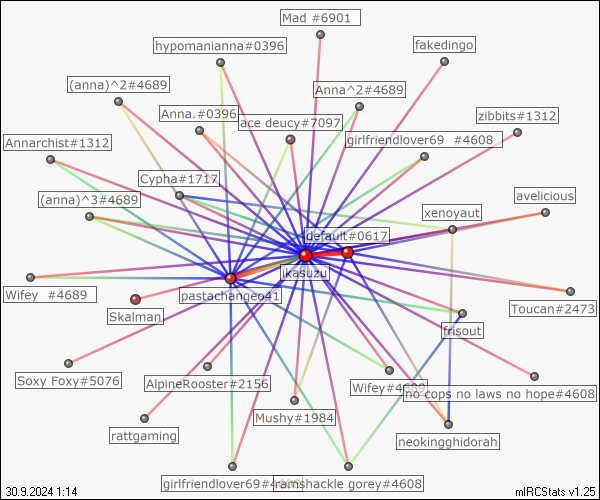 Mad #6901
hypomanianna#0396
fakedingo
(anna)^2#4689
Anna^2#4689
Anna.#0396
ace deucy#7097
zibbits#1312
Annarchist#1312
girlfriendlover69 #4608
Cypha#1717
(anna)^3#4689
avelicious
xenoyaut
default#0617
jkasuzu
Wifey #4689
pastachangeo41
Toucan#2473
Skalman
frisout
Soxy Foxy#5076
AlpineRooster#2156
Wifey#4689
no cops no laws no hope#4608
rattgaming
Mushy#1984
neokingghidorah
girlfriendlover69#4608
ramshackle gorey#4608
30.9.2024 1:14
mIRCStats v1.25